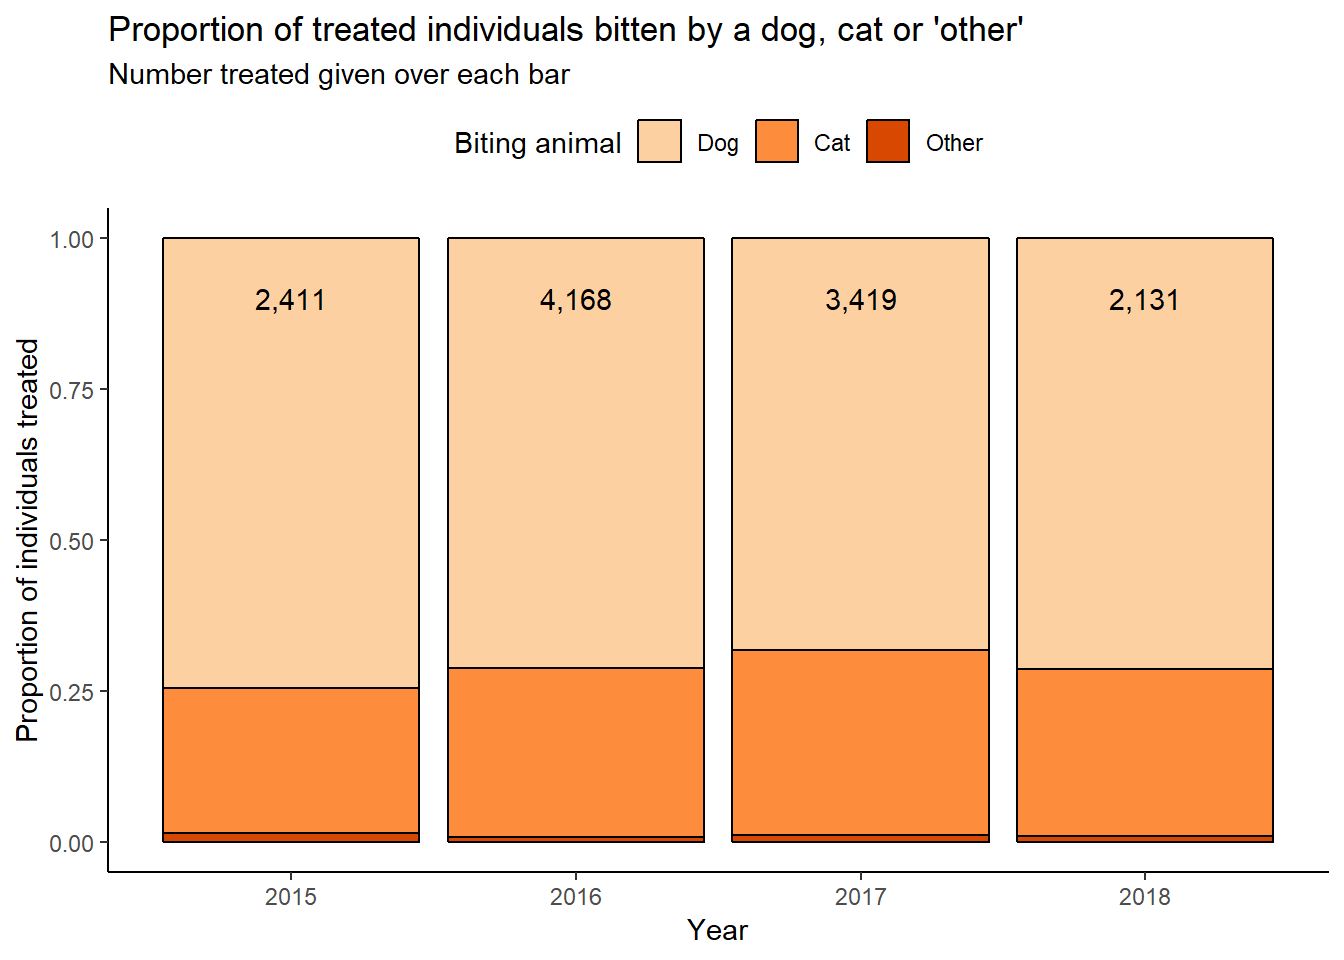 Proportion of treated individuals bitten by a dog, cat or 'other'
Number treated given over each bar
Biting animal Dog Cat Other
Proportion of individuals treated
1.00
0.75
0.50
0.25
0.00
2,411 4,168 3,419 2,131
2015 2016 2017 2018
Year